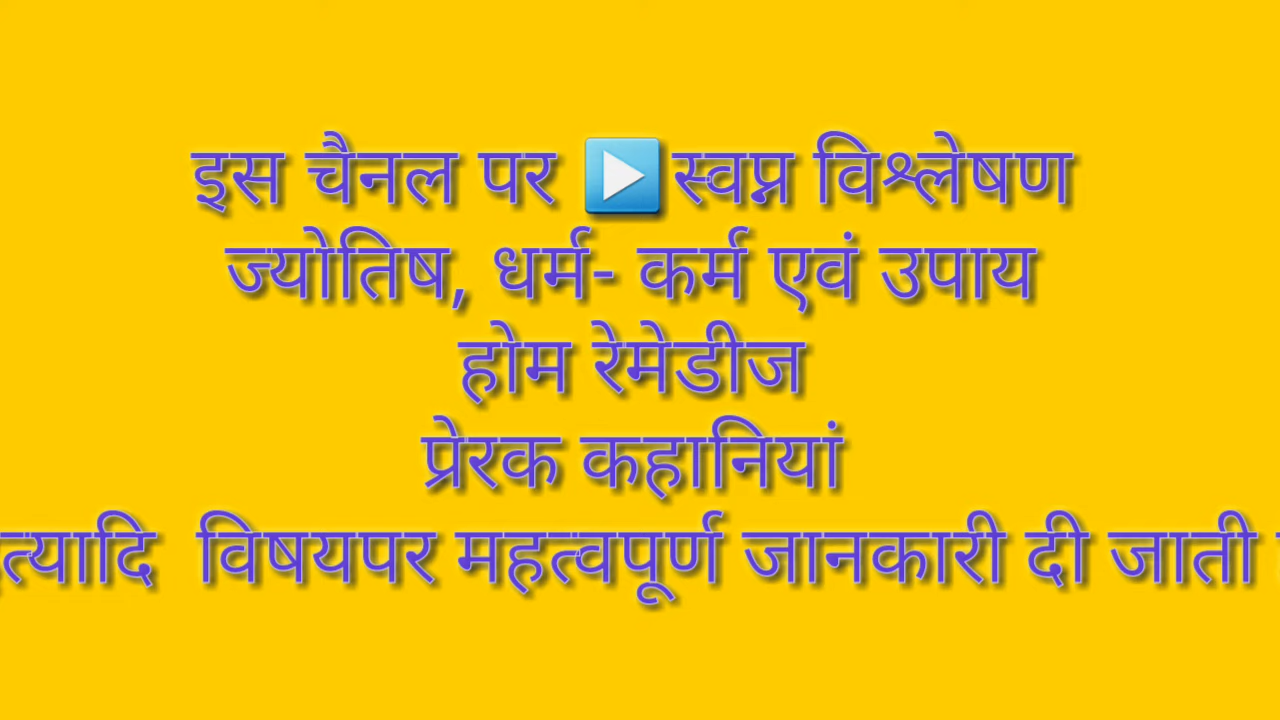 इस चैनल पर ▶️स्वप्न विश्लेषण
ज्योतिष, धर्म- कर्म एवं उपाय
होम रेमेडीज
प्रेरक कहानियां
त्यादि विषयपर महत्वपूर्ण जानकारी दी जाती